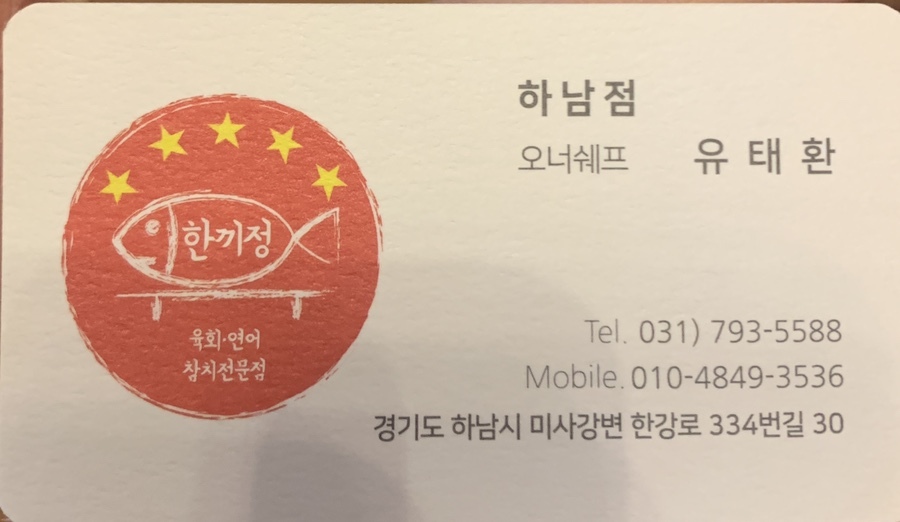 한끼정
육회·연어
참치전문점
하남점
오너쉐프 유태환
Tel. 031) 793-5588
Mobile. 010-4849-3536
경기도 하남시 미사강변 한강로 334번길 30